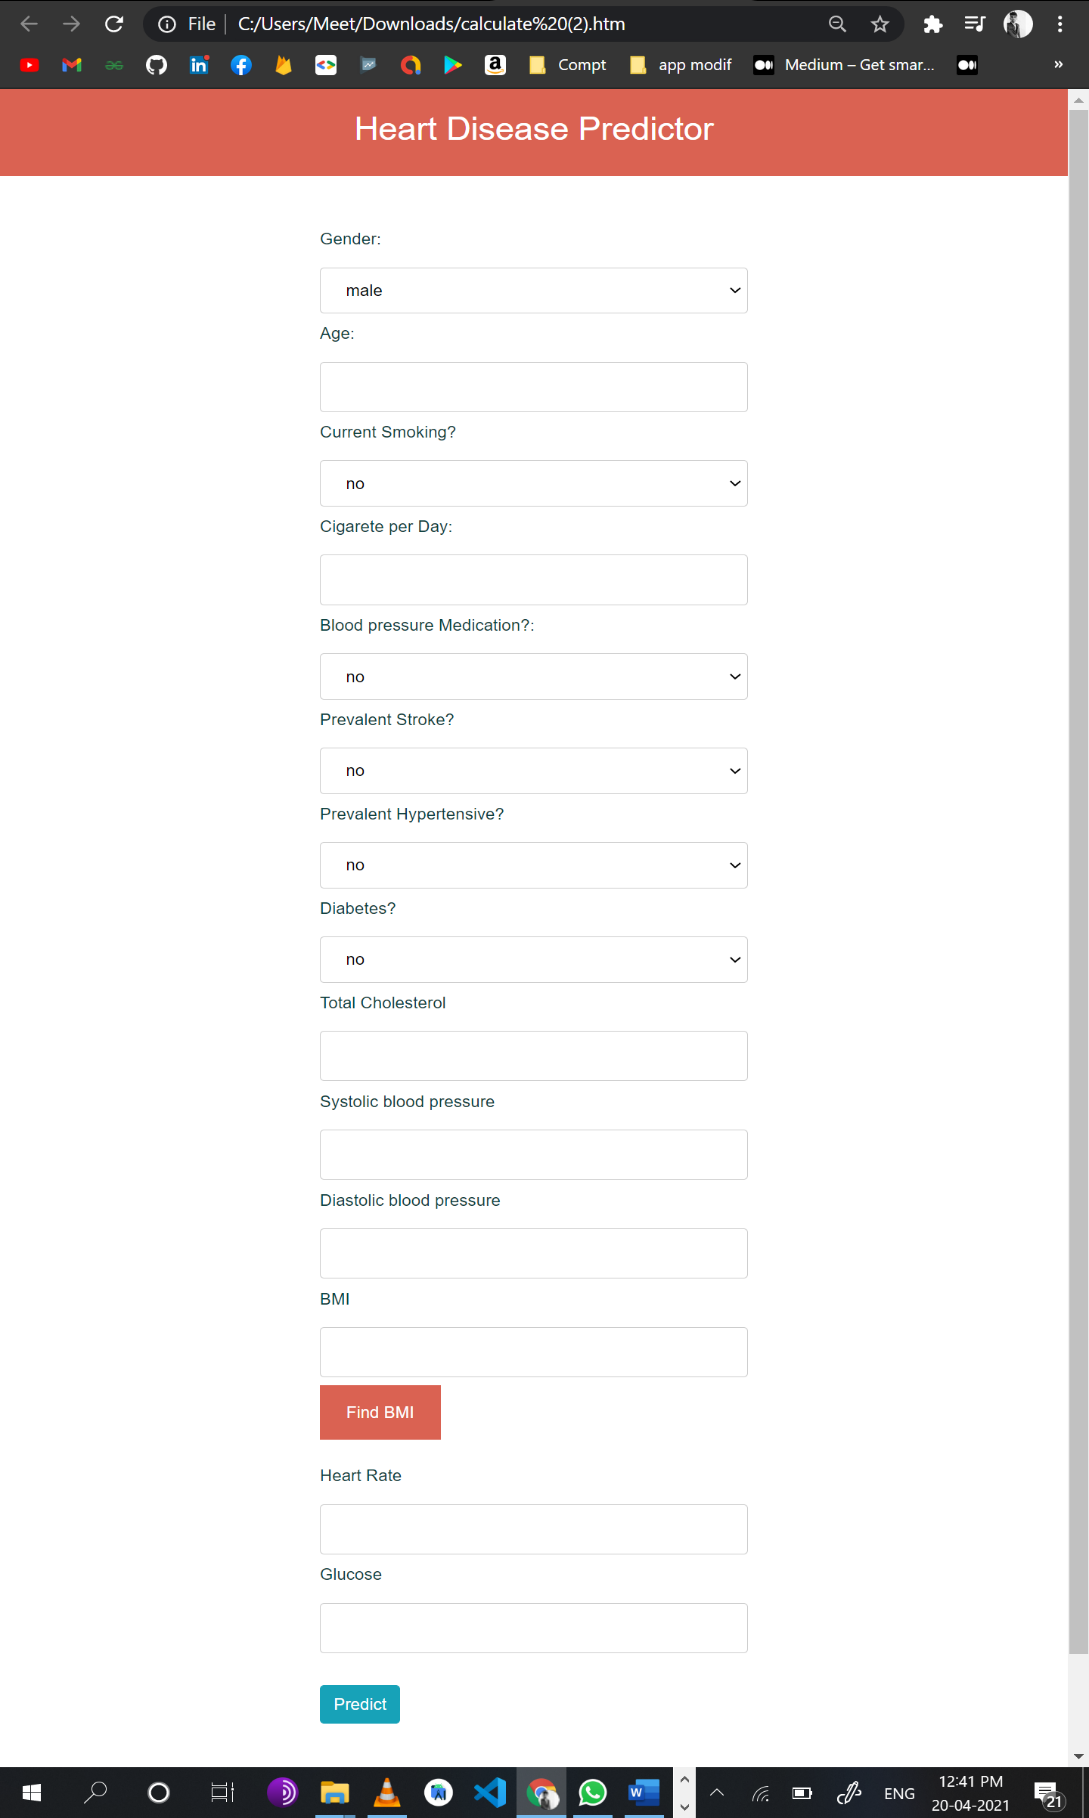 File C:/Users/Meet/Downloads/calculate%20(2).htm
Compt app modif Medium – Get smar... »
Heart Disease Predictor
Gender:
male
Age:
Current Smoking?
no
Cigarete per Day:
Blood pressure Medication?:
no
Prevalent Stroke?
no
Prevalent Hypertensive?
no
Diabetes?
no
Total Cholesterol
Systolic blood pressure
Diastolic blood pressure
BMI
Find BMI
Heart Rate
Glucose
Predict
ENG
12:41 PM
20-04-2021
21